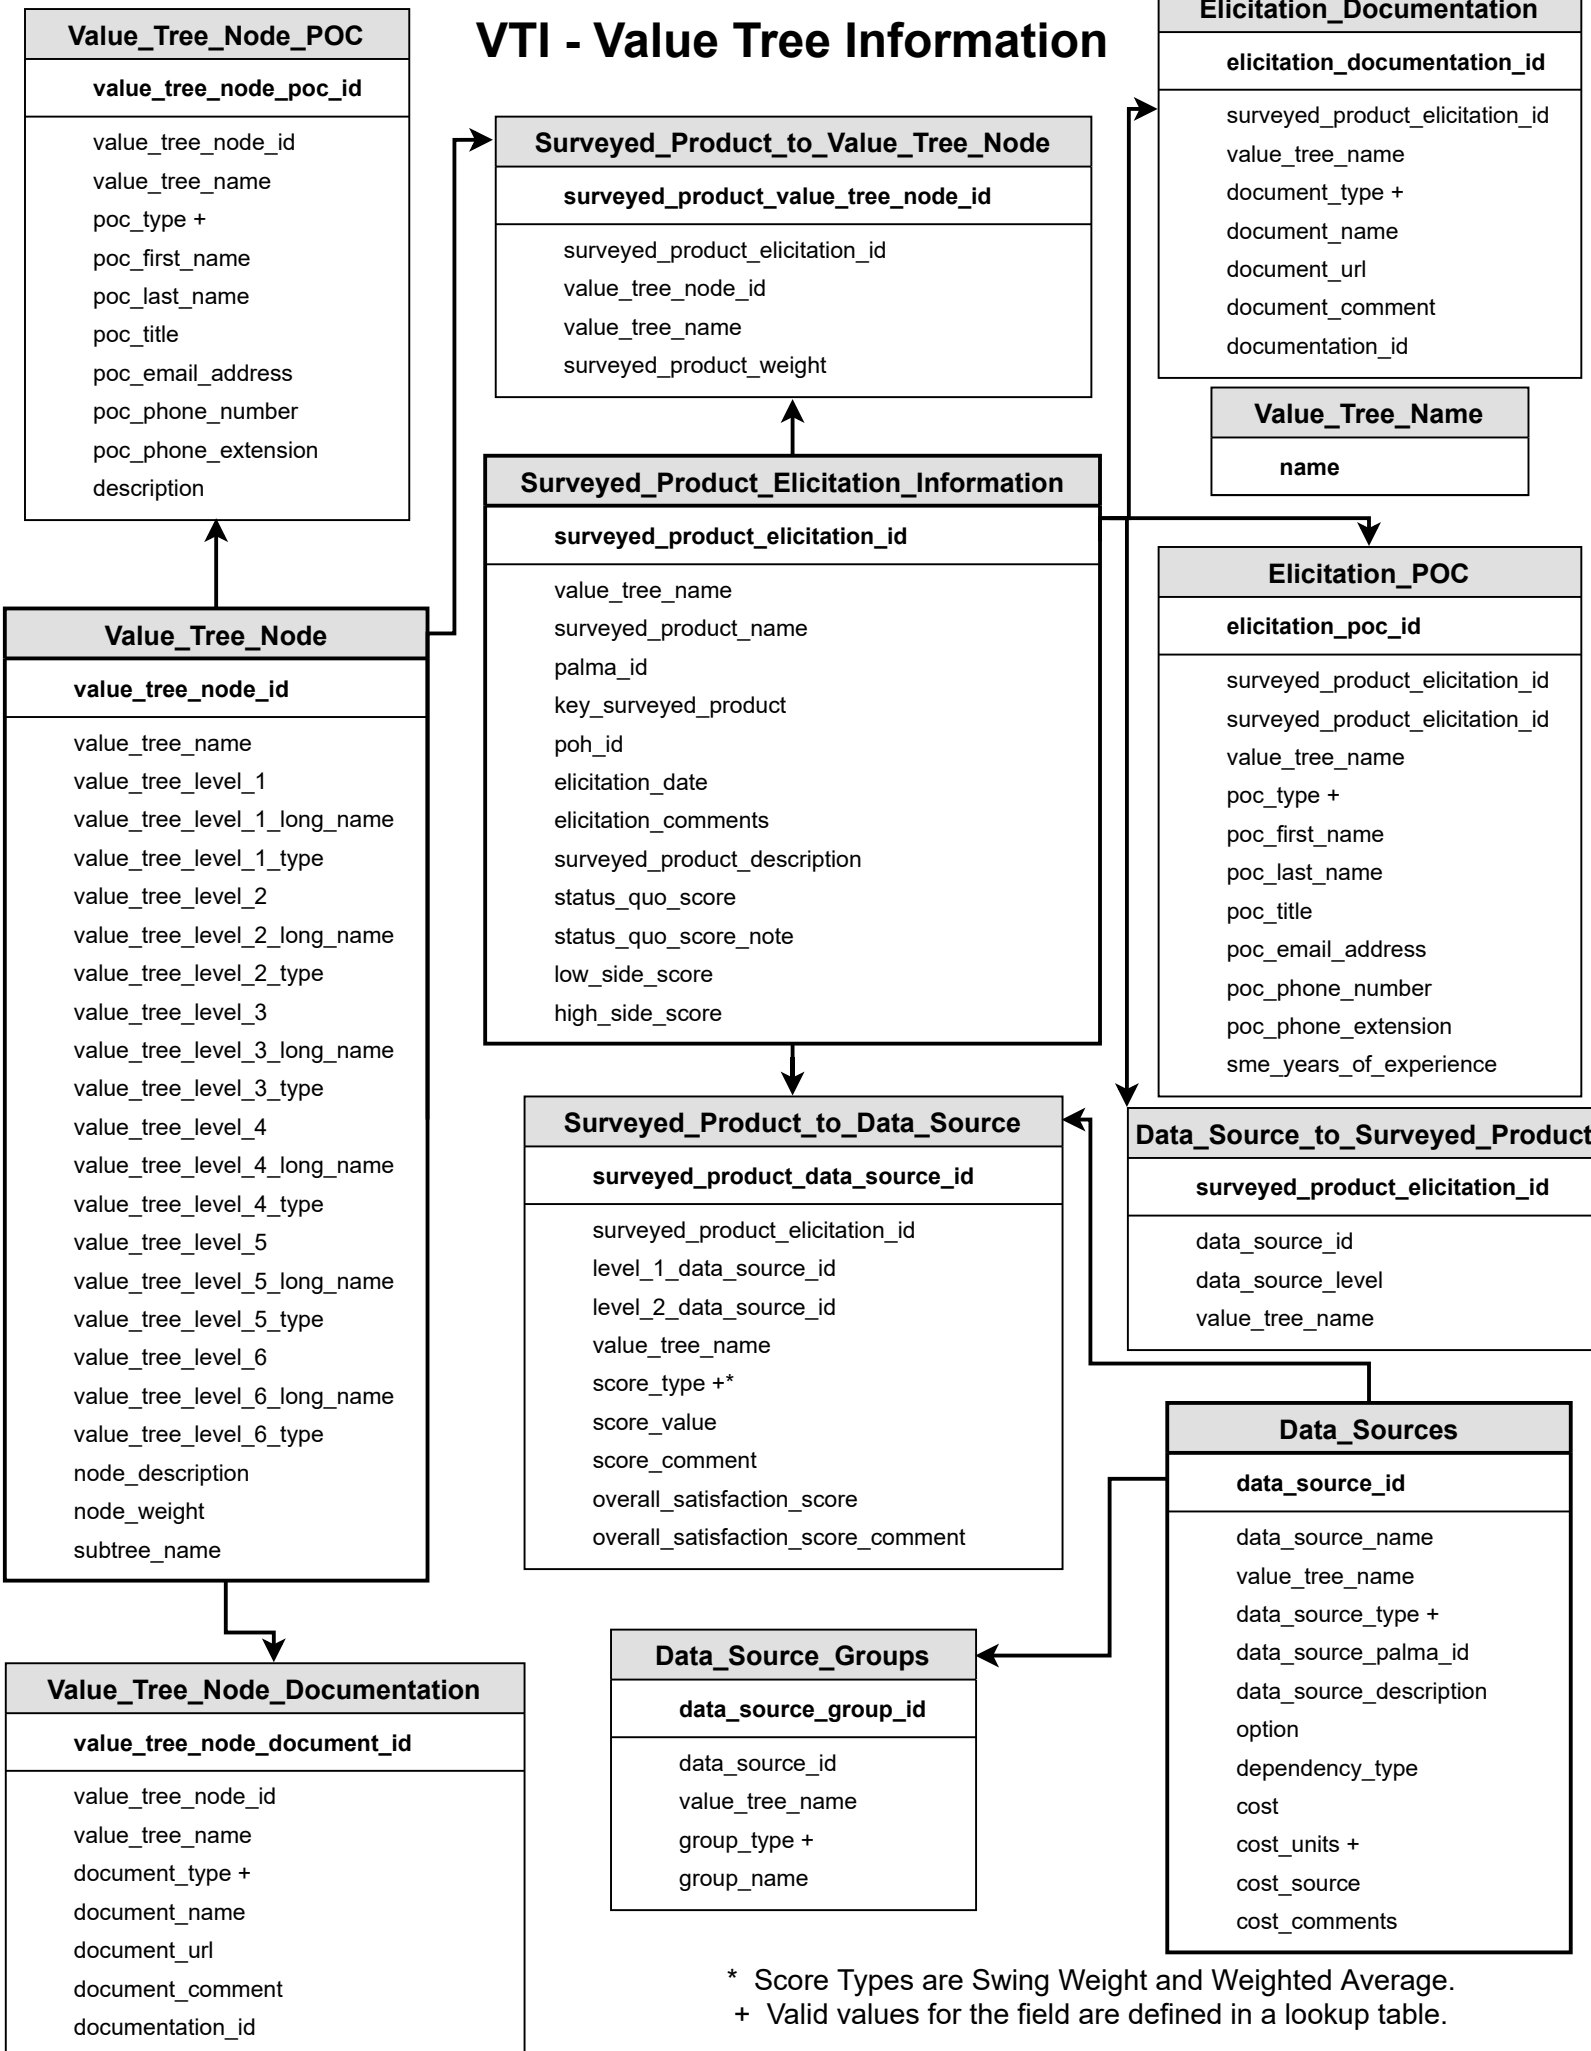 VTI - Value Tree Information
Value_Tree_Node_POC
value_tree_node_poc_id
value_tree_node_id
value_tree_name
poc_type +
poc_first_name
poc_last_name
poc_title
poc_email_address
poc_phone_number
poc_phone_extension
description
Surveyed_Product_to_Value_Tree_Node
surveyed_product_value_tree_node_id
surveyed_product_elicitation_id
value_tree_node_id
value_tree_name
surveyed_product_weight
Elicitation_Documentation
elicitation_documentation_id
surveyed_product_elicitation_id
value_tree_name
document_type +
document_name
document_url
document_comment
documentation_id
Value_Tree_Name
name
Surveyed_Product_Elicitation_Information
surveyed_product_elicitation_id
value_tree_name
surveyed_product_name
palma_id
key_surveyed_product
poh_id
elicitation_date
elicitation_comments
surveyed_product_description
status_quo_score
status_quo_score_note
low_side_score
high_side_score
Elicitation_POC
elicitation_poc_id
surveyed_product_elicitation_id
surveyed_product_elicitation_id
value_tree_name
poc_type +
poc_first_name
poc_last_name
poc_title
poc_email_address
poc_phone_number
poc_phone_extension
sme_years_of_experience
Value_Tree_Node
value_tree_node_id
value_tree_name
value_tree_level_1
value_tree_level_1_long_name
value_tree_level_1_type
value_tree_level_2
value_tree_level_2_long_name
value_tree_level_2_type
value_tree_level_3
value_tree_level_3_long_name
value_tree_level_3_type
value_tree_level_4
value_tree_level_4_long_name
value_tree_level_4_type
value_tree_level_5
value_tree_level_5_long_name
value_tree_level_5_type
value_tree_level_6
value_tree_level_6_long_name
value_tree_level_6_type
node_description
node_weight
subtree_name
Surveyed_Product_to_Data_Source
surveyed_product_data_source_id
surveyed_product_elicitation_id
level_1_data_source_id
level_2_data_source_id
value_tree_name
score_type +*
score_value
score_comment
overall_satisfaction_score
overall_satisfaction_score_comment
Data_Source_to_Surveyed_Product
surveyed_product_elicitation_id
data_source_id
data_source_level
value_tree_name
Data_Sources
data_source_id
data_source_name
value_tree_name
data_source_type +
data_source_palma_id
data_source_description
option
dependency_type
cost
cost_units +
cost_source
cost_comments
Data_Source_Groups
data_source_group_id
data_source_id
value_tree_name
group_type +
group_name
Value_Tree_Node_Documentation
value_tree_node_document_id
value_tree_node_id
value_tree_name
document_type +
document_name
document_url
document_comment
documentation_id
* Score Types are Swing Weight and Weighted Average.
+ Valid values for the field are defined in a lookup table.